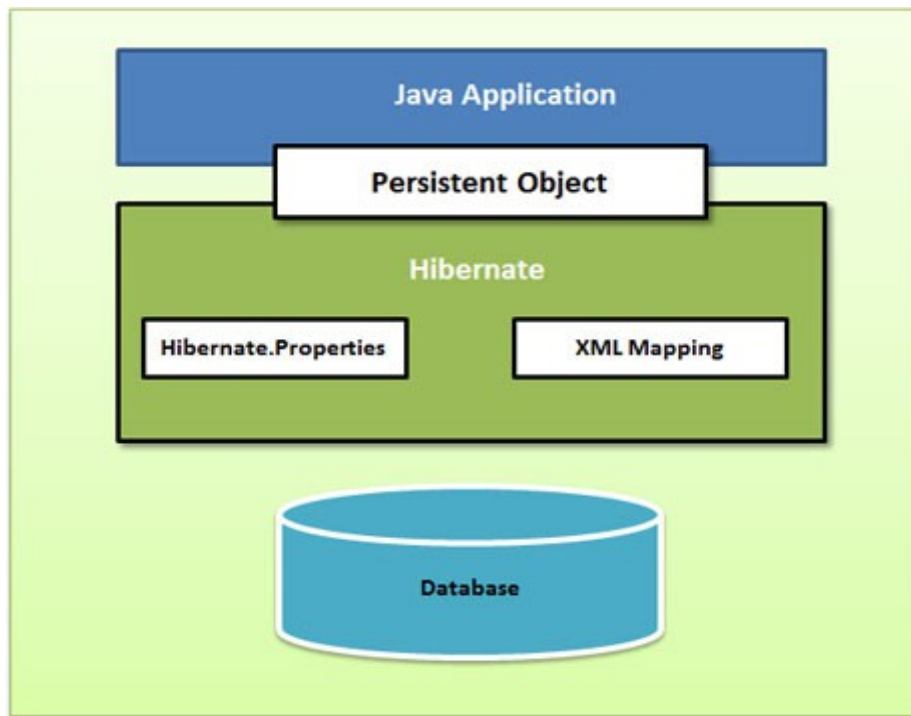 Java Application
Persistent Object
Hibernate
Hibernate.Properties
XML Mapping
Database